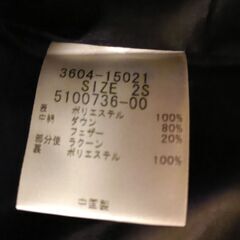 3604-15021
SIZE 2S
5100736-00
表 ポリエステル 100%
中綿 ダウン 80%
フェザー 20%
部分使 ラクーン
裏 ポリエステル 100%
中国製